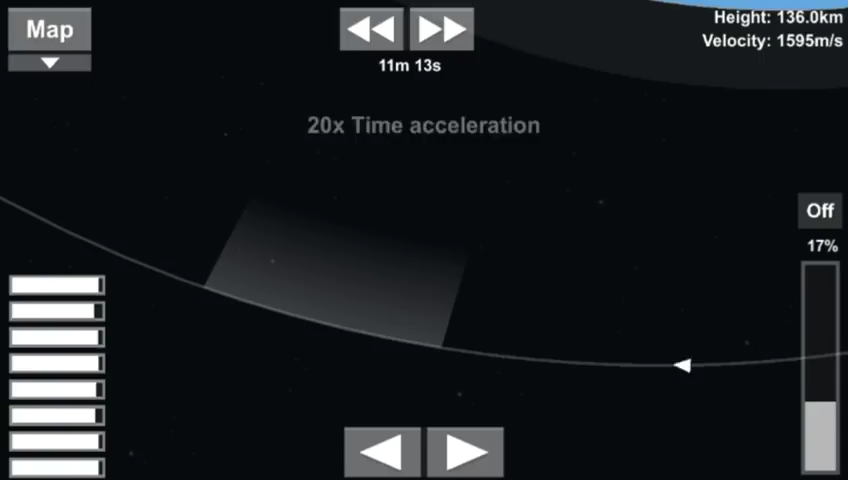 Map
11m 13s
Height: 136.0km
Velocity: 1595m/s
20x Time acceleration
Off
17%